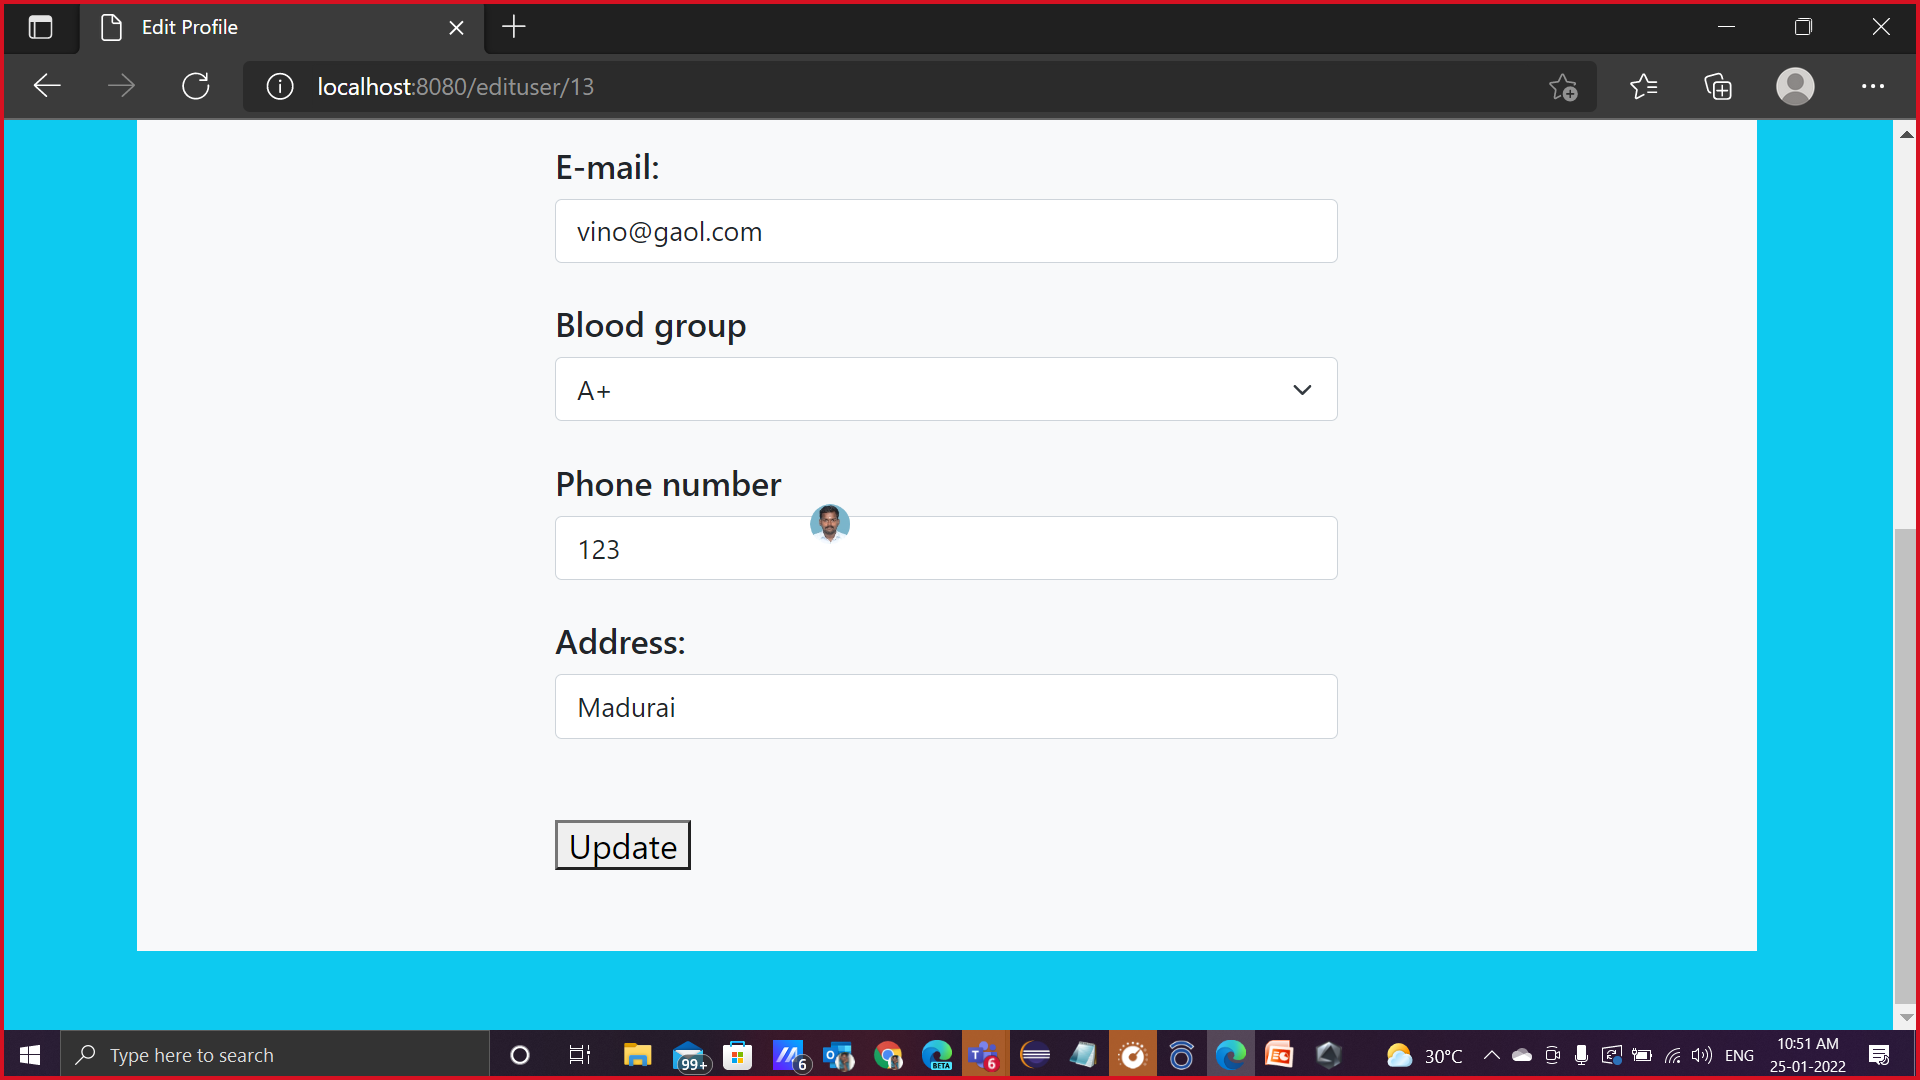 Edit Profile
localhost:8080/edituser/13
E-mail:
vino@gaol.com
Blood group
A+
Phone number
123
Address:
Madurai
Update
Type here to search
99+
6
BETA
6
30°C
ENG
10:51 AM
25-01-2022